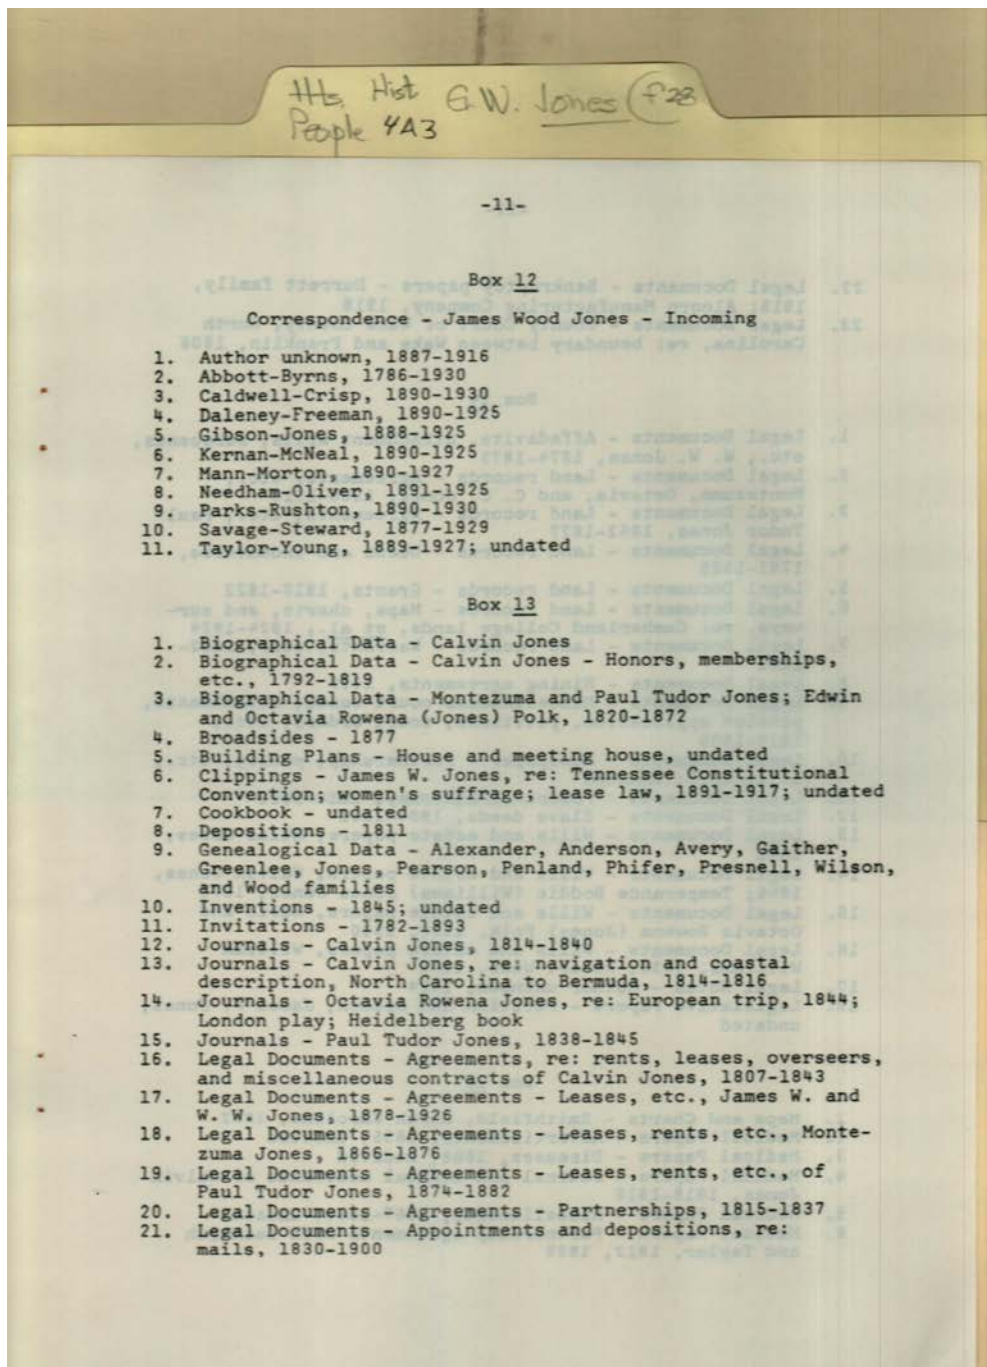 Hts. Hist G.W. Jones f28
People 4A3
-11-
Box 12
Correspondence - James Wood Jones - Incoming
1. Author unknown, 1887-1916
2. Abbott-Byrns, 1786-1930
3. Caldwell-Crisp, 1890-1930
4. Daleney-Freeman, 1890-1925
5. Gibson-Jones, 1888-1925
6. Kernan-McNeal, 1890-1925
7. Mann-Morton, 1890-1927
8. Needham-Oliver, 1891-1925
9. Parks-Rushton, 1890-1930
10. Savage-Steward, 1877-1929
11. Taylor-Young, 1889-1927; undated
Box 13
1. Biographical Data - Calvin Jones
2. Biographical Data - Calvin Jones - Honors, memberships,
etc., 1792-1819
3. Biographical Data - Montezuma and Paul Tudor Jones; Edwin
and Octavia Rowena (Jones) Polk, 1820-1872
4. Broadsides - 1877
5. Building Plans - House and meeting house, undated
6. Clippings - James W. Jones, re: Tennessee Constitutional
Convention; women's suffrage; lease law, 1891-1917; undated
7. Cookbook - undated
8. Depositions - 1811
9. Genealogical Data - Alexander, Anderson, Avery, Gaither,
Greenlee, Jones, Pearson, Penland, Phifer, Presnell, Wilson,
and Wood families
10. Inventions - 1845; undated
11. Invitations - 1782-1893
12. Journals - Calvin Jones, 1814-1840
13. Journals - Calvin Jones, re: navigation and coastal
description, North Carolina to Bermuda, 1814-1816
14. Journals - Octavia Rowena Jones, re: European trip, 1844;
London play; Heidelberg book
15. Journals - Paul Tudor Jones, 1838-1845
16. Legal Documents - Agreements, re: rents, leases, overseers,
and miscellaneous contracts of Calvin Jones, 1807-1843
17. Legal Documents - Agreements - Leases, etc., James W. and
W. W. Jones, 1878-1926
18. Legal Documents - Agreements - Leases, rents, etc., Monte-
zuma Jones, 1866-1876
19. Legal Documents - Agreements - Leases, rents, etc., of
Paul Tudor Jones, 1874-1882
20. Legal Documents - Agreements - Partnerships, 1815-1837
21. Legal Documents - Appointments and depositions, re:
mails, 1830-1900